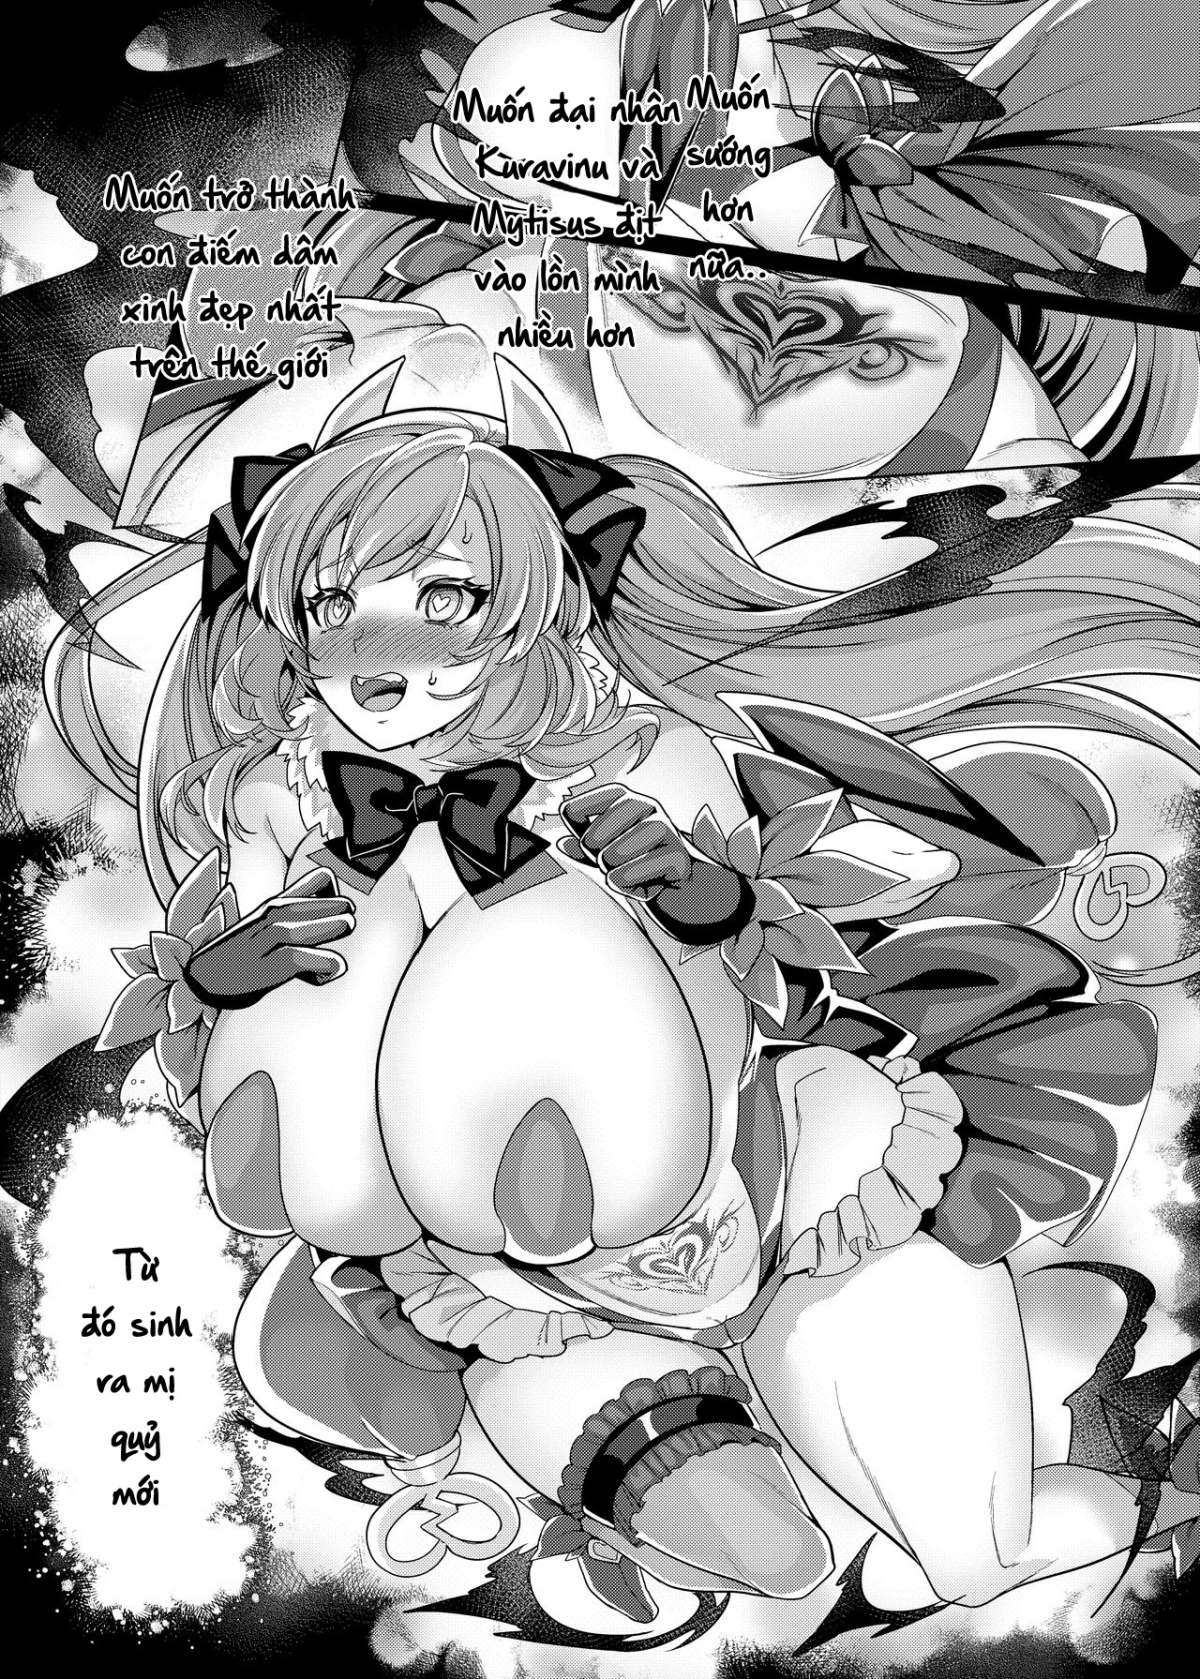 Muốn
sướng
hơn
nữa..
Muốn đại nhân
Kuravinu và
Mytisus địt
vào lồn mình
nhiều hơn
Muốn trở thành
con điếm dâm
xinh đẹp nhất
trên thế giới
Từ
đó sinh
ra mị
quỷ
mới